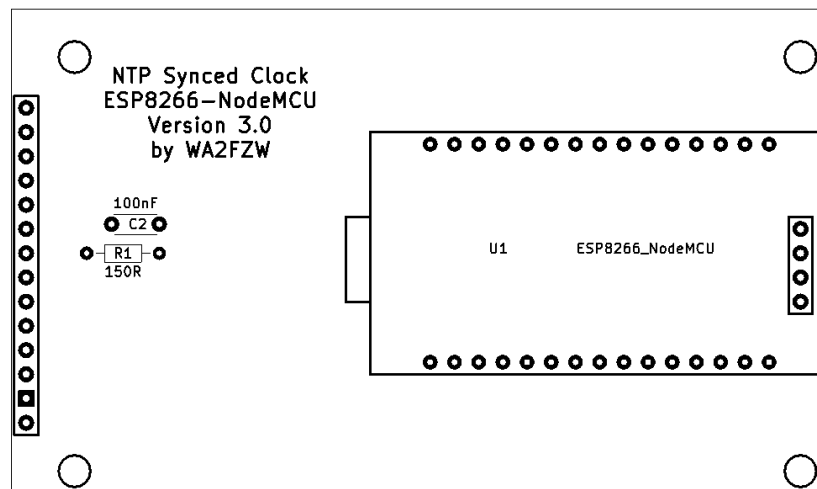 NTP Synced Clock
ESP8266-NodeMCU
Version 3.0
by WA2FZW
100nF
C2
R1
150R
U1 ESP8266_NodeMCU